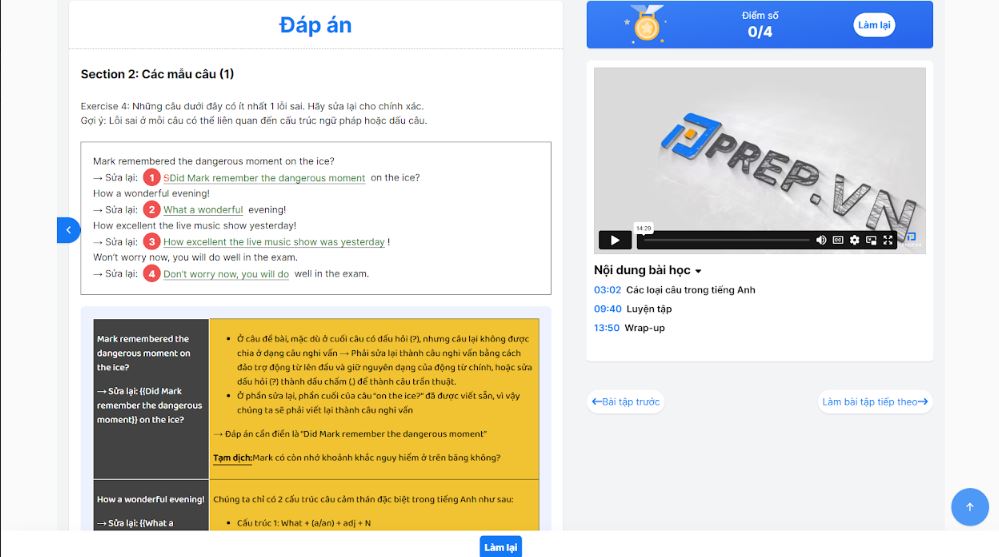 Đáp án
Section 2: Các mẫu câu (1)
Exercise 4: Những câu dưới đây có ít nhất 1 lỗi sai. Hãy sửa lại cho chính xác.
Gợi ý: Lỗi sai ở mỗi câu có thể liên quan đến cấu trúc ngữ pháp hoặc dấu câu.
Mark remembered the dangerous moment on the ice?
→ Sửa lại: 1 SDid Mark remember the dangerous moment on the ice?
How a wonderful evening!
→ Sửa lại: 2 What a wonderful evening!
How excellent the live music show yesterday!
→ Sửa lại: 3 How excellent the live music show was yesterday !
Won't worry now, you will do well in the exam.
→ Sửa lại: 4 Don't worry now, you will do well in the exam.
Mark remembered the
dangerous moment on
the ice?
→ Sửa lại: {{Did Mark
remember the dangerous
moment}} on the ice?
• Ở câu đề bài, mặc dù ở cuối câu có dấu hỏi (?), nhưng câu lại không được
chia ở dạng câu nghi vấn → Phải sửa lại thành câu nghi vấn bằng cách
đảo trợ động từ lên đầu và giữ nguyên dạng của động từ chính, hoặc sửa
dấu hỏi (?) thành dấu chấm (.) để thành câu trần thuật.
• Ở phần sửa lại, phần cuối của câu "on the ice?" đã được viết sẵn, vì vậy
chúng ta sẽ phải viết lại thành câu nghi vấn
→ Đáp án cần điền là "Did Mark remember the dangerous moment"
Tạm dịch:Mark có còn nhớ khoảnh khắc nguy hiểm ở trên băng không?
How a wonderful evening!
→ Sửa lại: {{What a
Chúng ta chỉ có 2 cấu trúc câu cảm thán đặc biệt trong tiếng Anh như sau:
• Cấu trúc 1: What + (a/an) + adj + N
Điểm số
0/4
Làm lại
PREP.VN
14:29
Nội dung bài học
03:02 Các loại câu trong tiếng Anh
09:40 Luyện tập
13:50 Wrap-up
←Bài tập trước
Làm bài tập tiếp theo→
Làm lại